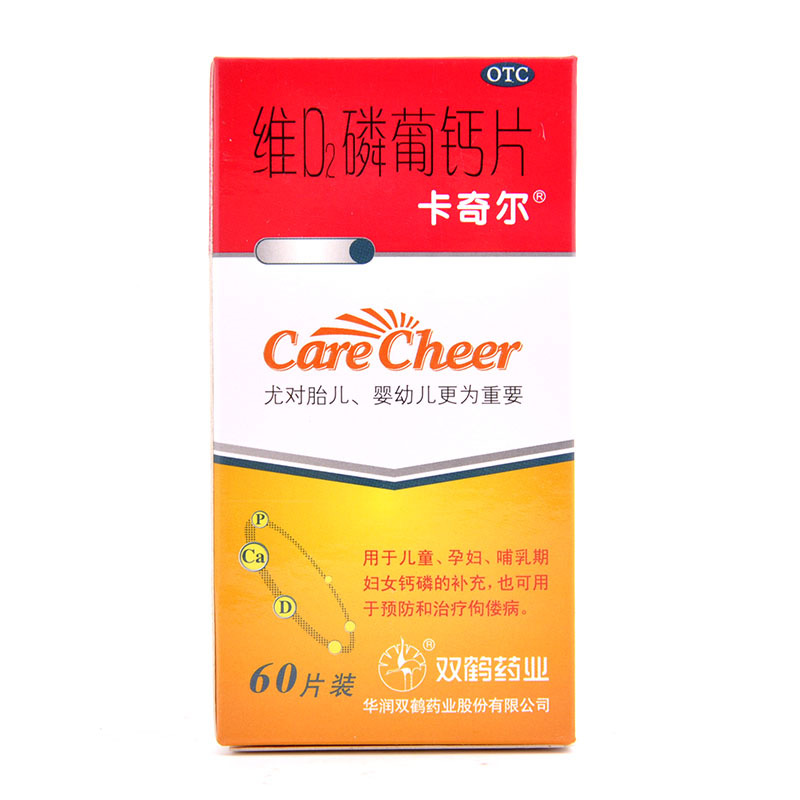 OTC
维D₂磷葡钙片
卡奇尔®
Care Cheer
尤对胎儿、婴幼儿更为重要
P
Ca
D
用于儿童、孕妇、哺乳期
妇女钙磷的补充，也可用
于预防和治疗佝偻病。
60片装
® 双鹤药业
华润双鹤药业股份有限公司